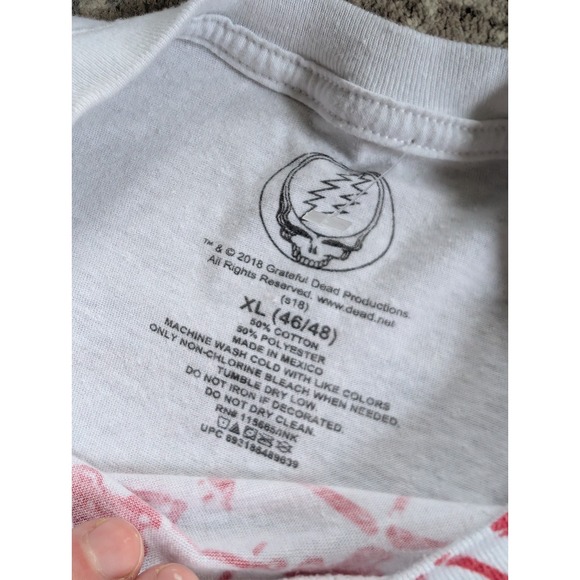 ™ & © 2018 Grateful Dead Productions.
All Rights Reserved. www.dead.net
(s18)
XL (46/48)
50% COTTON
50% POLYESTER
MADE IN MEXICO
MACHINE WASH COLD WITH LIKE COLORS
ONLY NON-CHLORINE BLEACH WHEN NEEDED.
TUMBLE DRY LOW.
DO NOT IRON IF DECORATED.
DO NOT DRY CLEAN.
RN#
UPC